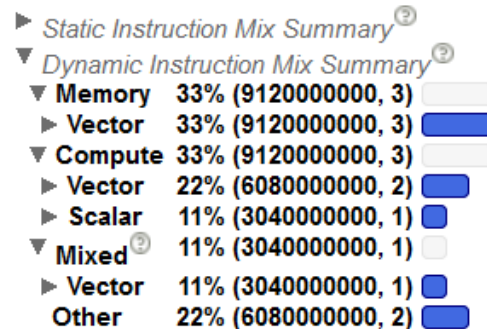 Static Instruction Mix Summary?
Dynamic Instruction Mix Summary?
Memory 33% (9120000000, 3)
Vector 33% (9120000000, 3)
Compute 33% (9120000000, 3)
Vector 22% (6080000000, 2)
Scalar 11% (3040000000, 1)
Mixed? 11% (3040000000, 1)
Vector 11% (3040000000, 1)
Other 22% (6080000000, 2)